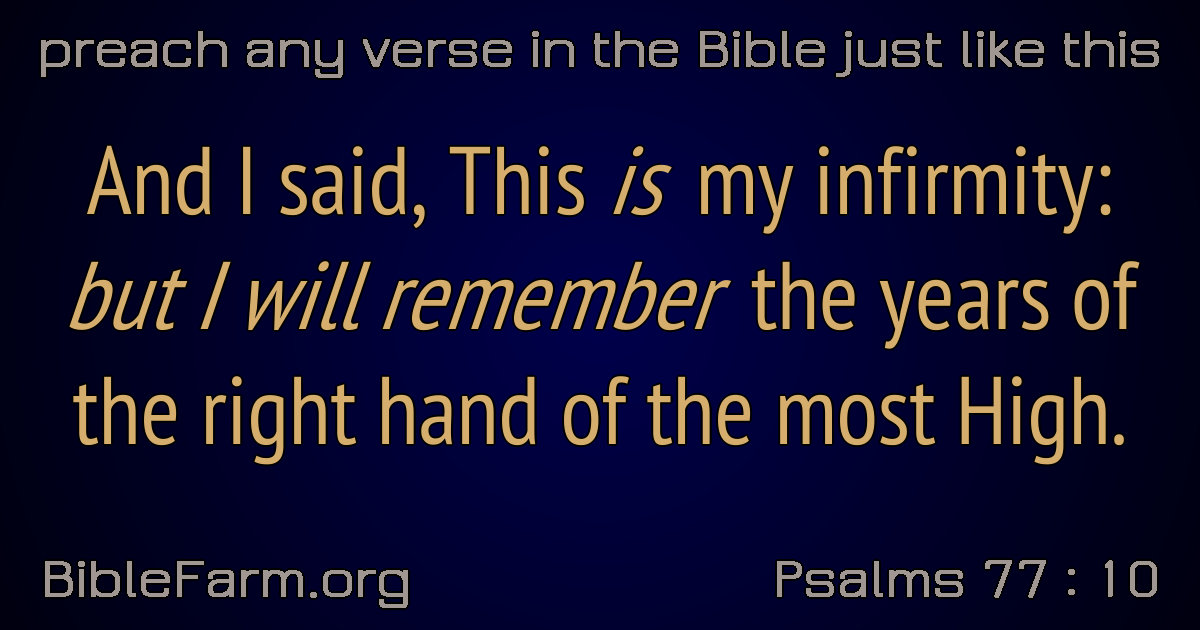 preach any verse in the Bible just like this
And I said, This is my infirmity:
but I will remember the years of
the right hand of the most High.
BibleFarm.org
Psalms 77 : 10